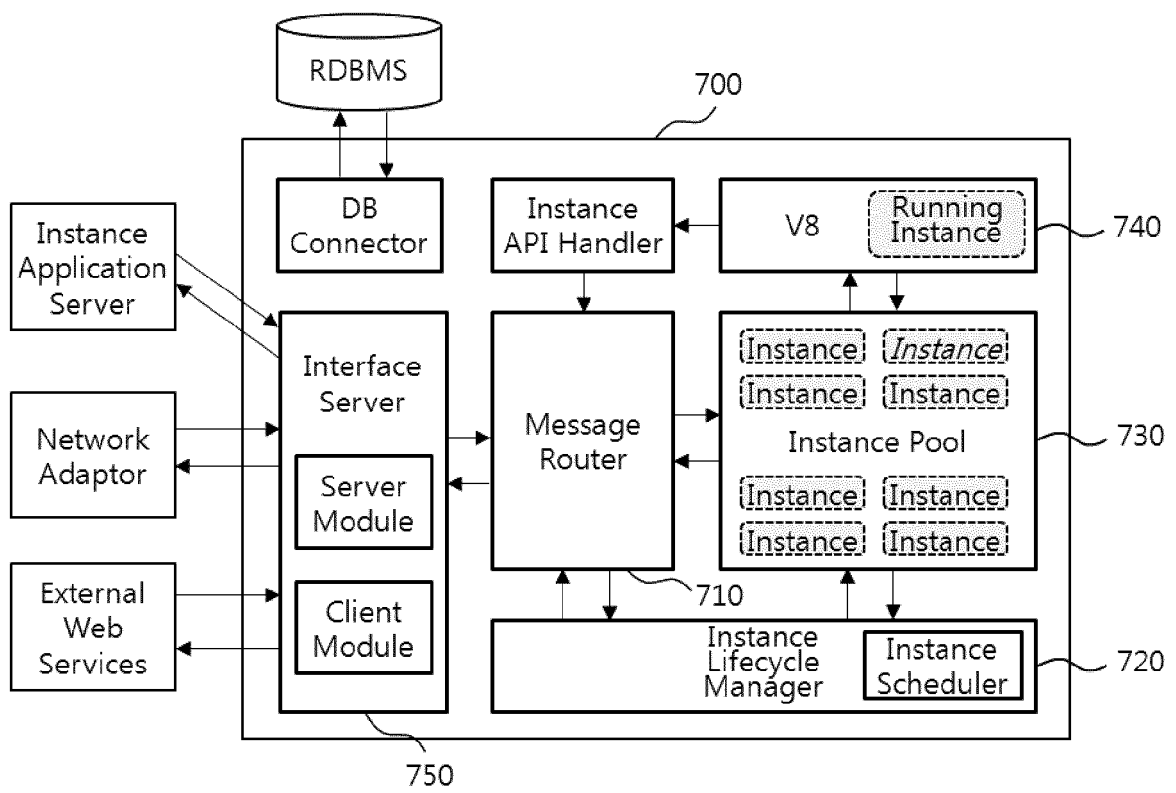 RDBMS
700
DB
Connector
Instance
API Handler
V8
Running
Instance
740
Instance
Application
Server
Interface
Server
Message
Router
Instance
Instance
Instance
Instance
Instance Pool
730
Instance
Instance
Instance
Instance
Network
Adaptor
Server
Module
External
Web
Services
Client
Module
710
Instance
Lifecycle
Manager
Instance
Scheduler
720
750